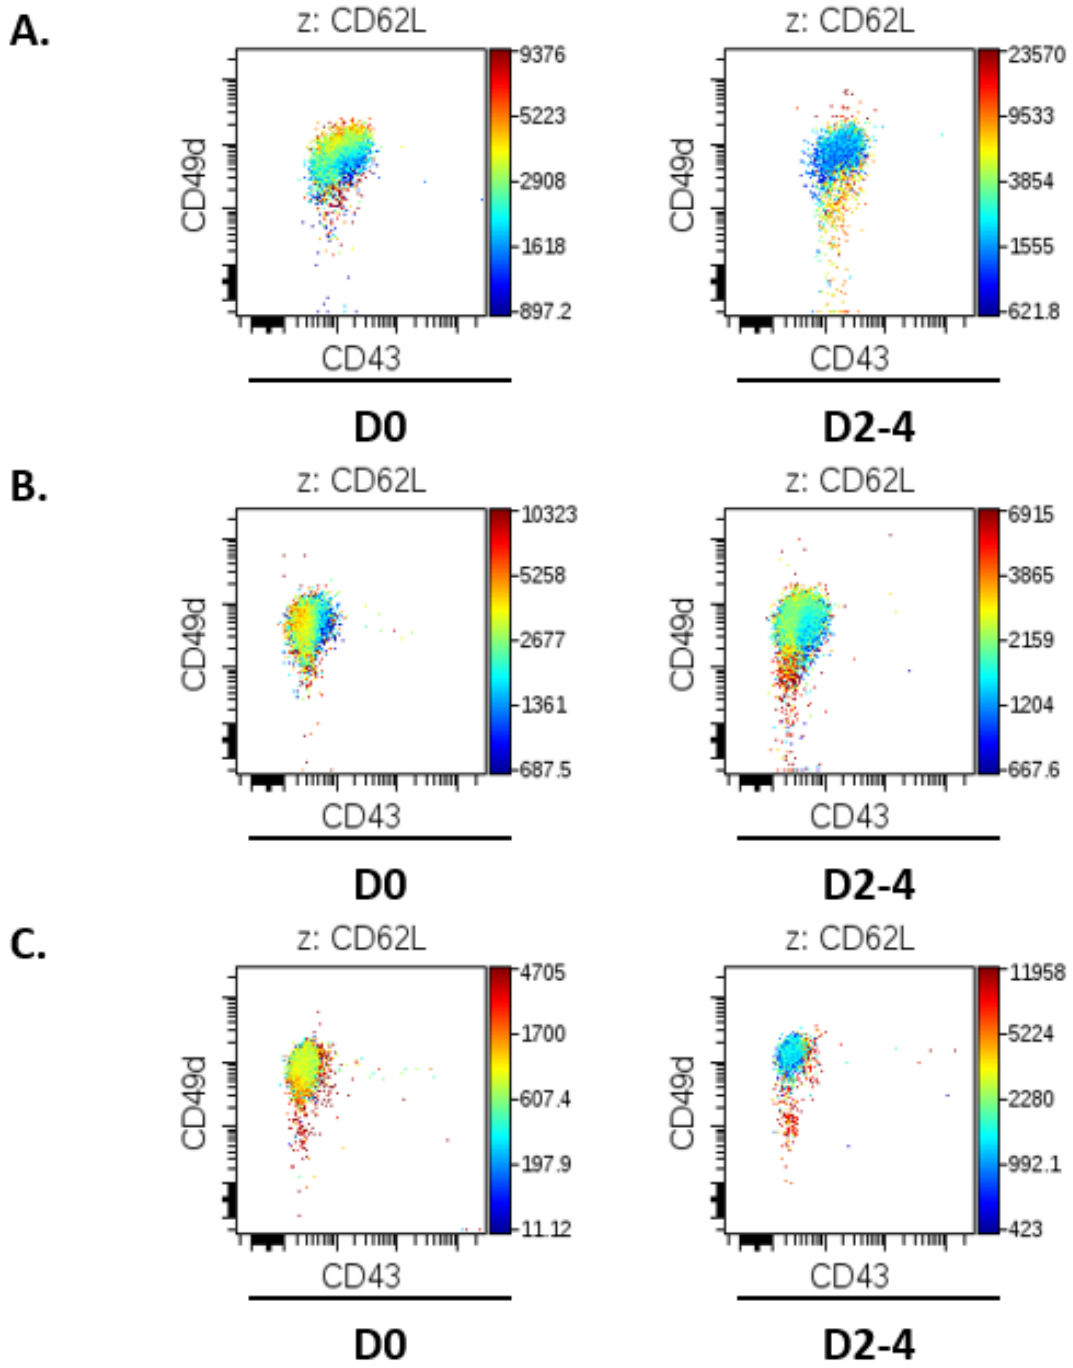 A.
z: CD62L
9376
5223
2908
1618
897.2
CD49d
CD43
D0
z: CD62L
23570
9533
3854
1555
621.8
CD49d
CD43
D2-4
B.
z: CD62L
10323
5258
2677
1361
687.5
CD49d
CD43
D0
z: CD62L
6915
3865
2159
1204
667.6
CD49d
CD43
D2-4
C.
z: CD62L
4705
1700
607.4
197.9
11.12
CD49d
CD43
D0
z: CD62L
11958
5224
2280
992.1
423
CD49d
CD43
D2-4